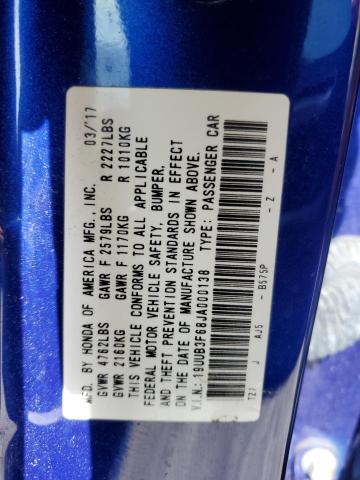 MFD. BY HONDA OF AMERICA MFG., INC. 03/'17
GVWR 4762LBS GAWR F 2579LBS R 2227LBS
GVWR 2160KG GAWR F 1170KG R 1010KG
THIS VEHICLE CONFORMS TO ALL APPLICABLE
FEDERAL MOTOR VEHICLE SAFETY, BUMPER,
AND THEFT PREVENTION STANDARDS IN EFFECT
ON THE DATE OF MANUFACTURE SHOWN ABOVE.
V.I.N.: 19UUB3F68JA000138 TYPE: PASSENGER CAR
TZ7 J AJ5 - B575P - Z - A